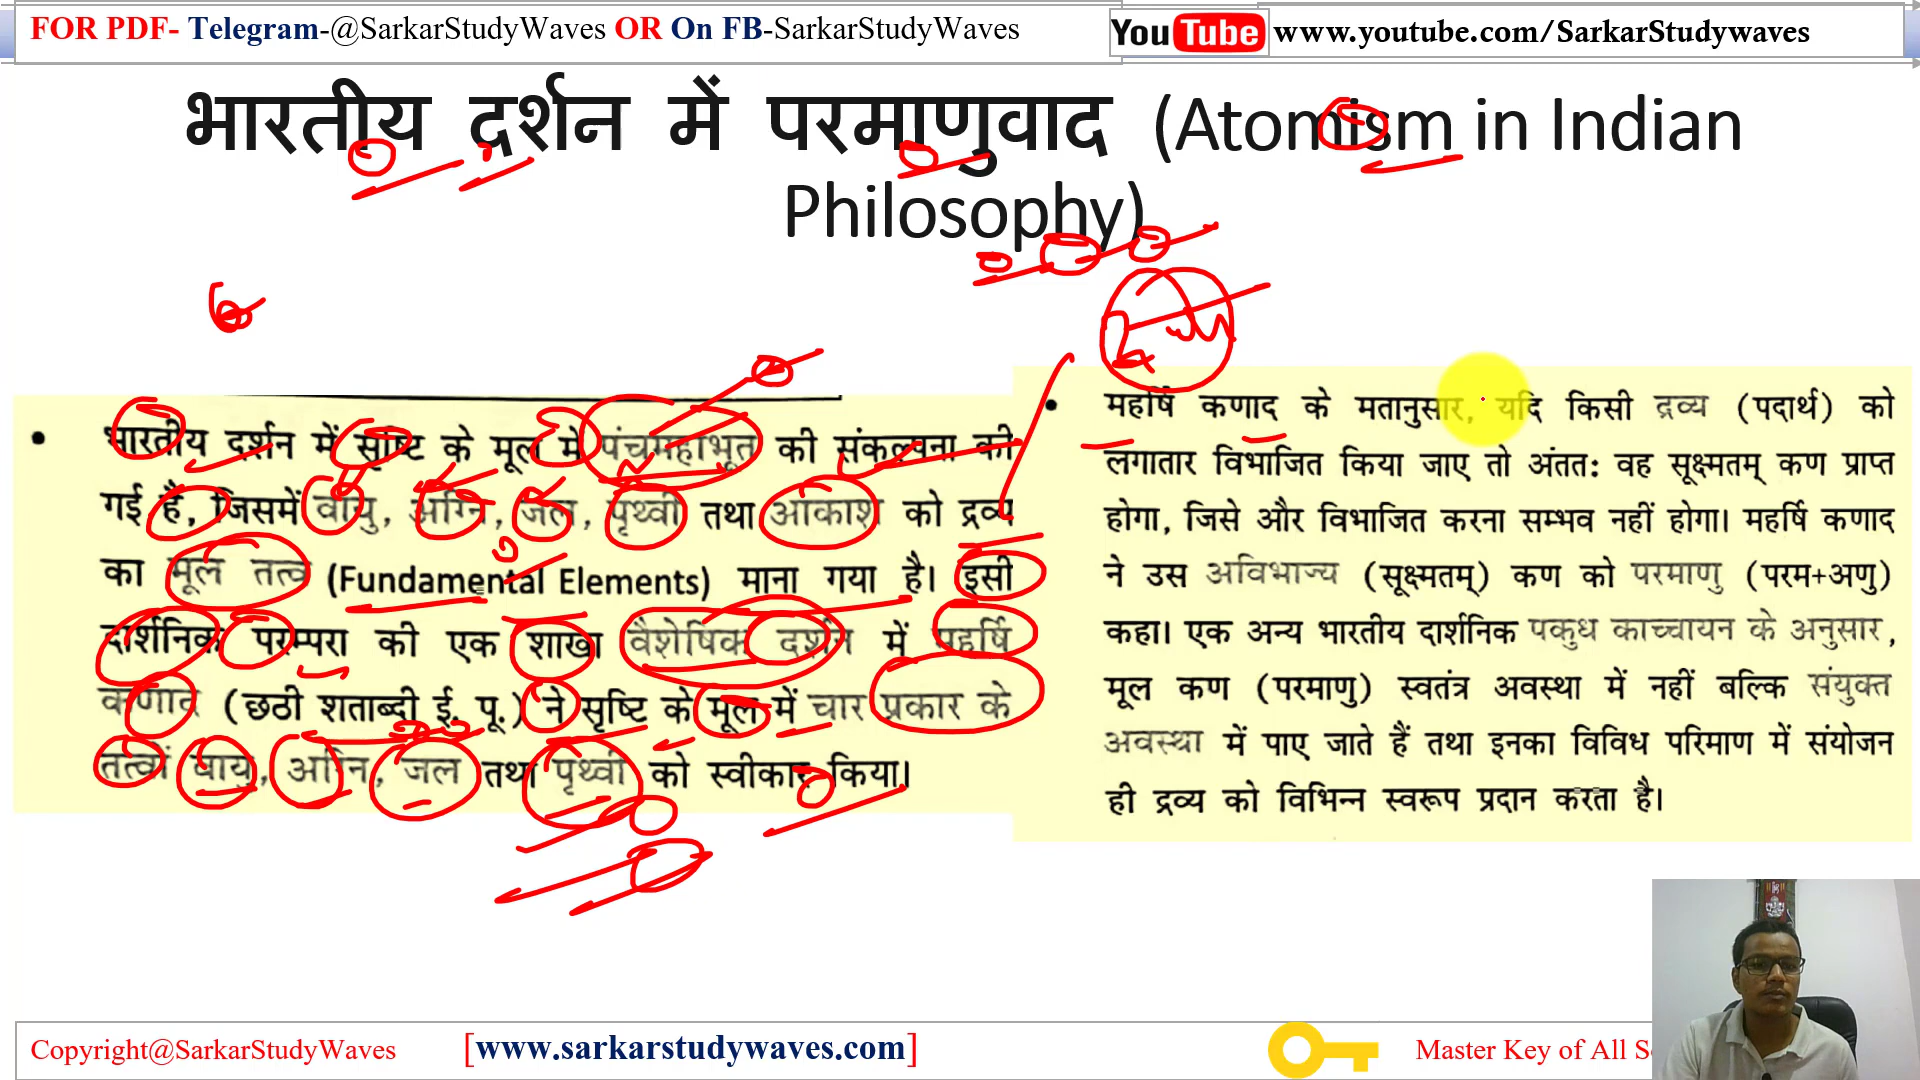 FOR PDF- Telegram-@SarkarStudyWaves OR On FB-SarkarStudyWaves
YouTube www.youtube.com/SarkarStudywaves
भारतीय दर्शन में परमाणुवाद (Atomism in Indian
Philosophy)
• भारतीय दर्शन में सृष्टि के मूल में पंचमहाभूत की संकल्पना की
गई है, जिसमें वायु, अग्नि, जल, पृथ्वी तथा आकाश को द्रव्य
का मूल तत्व (Fundamental Elements) माना गया है। इसी
दार्शनिक परम्परा की एक शाखा वैशेषिक दर्शन में महर्षि
कणाद (छठी शताब्दी ई. पू.) ने सृष्टि के मूल में चार प्रकार के
तत्वों वायु, अग्नि, जल तथा पृथ्वी को स्वीकार किया।
• महर्षि कणाद के मतानुसार, यदि किसी द्रव्य (पदार्थ) को
लगातार विभाजित किया जाए तो अंतत: वह सूक्ष्मतम् कण प्राप्त
होगा, जिसे और विभाजित करना सम्भव नहीं होगा। महर्षि कणाद
ने उस अविभाज्य (सूक्ष्मतम्) कण को परमाणु (परम+अणु)
कहा। एक अन्य भारतीय दार्शनिक पकुध काच्चायन के अनुसार,
मूल कण (परमाणु) स्वतंत्र अवस्था में नहीं बल्कि संयुक्त
अवस्था में पाए जाते हैं तथा इनका विविध परिमाण में संयोजन
ही द्रव्य को विभिन्न स्वरूप प्रदान करता है।
Copyright@SarkarStudyWaves
[www.sarkarstudywaves.com]
Master Key of All